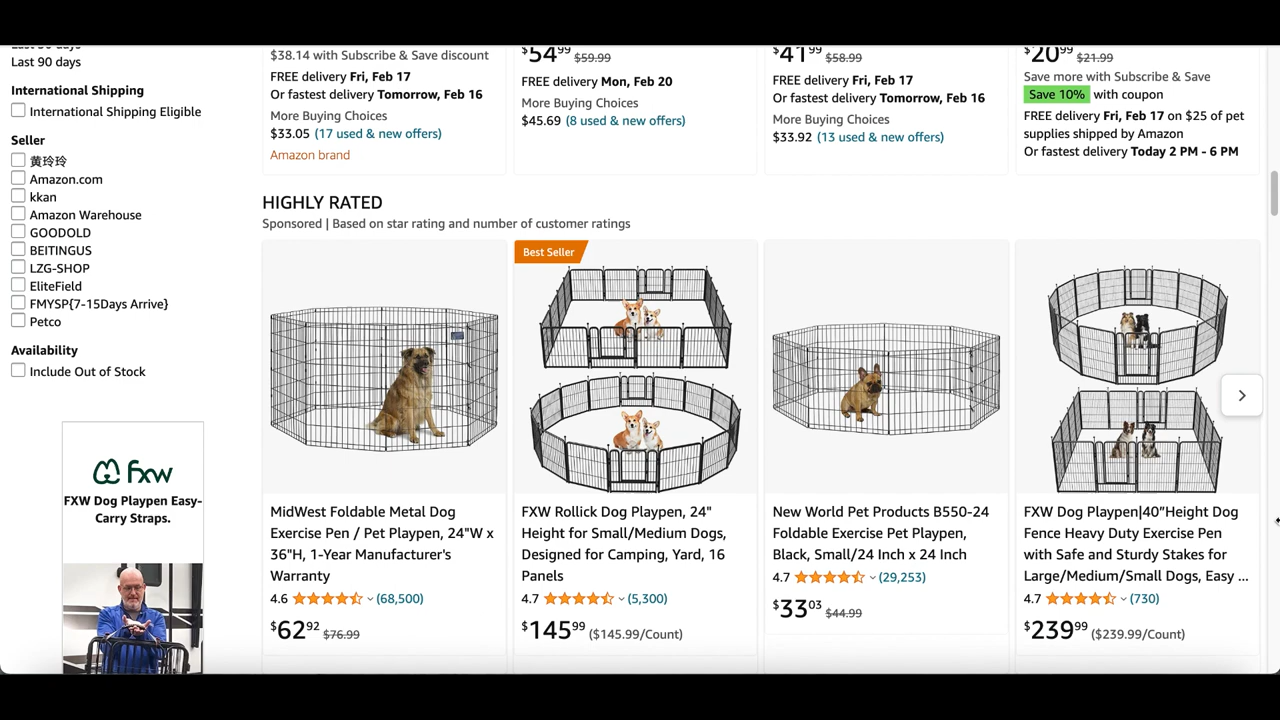 Last 90 days
International Shipping
International Shipping Eligible
Seller
黄玲玲
Amazon.com
kkan
Amazon Warehouse
GOODOLD
BEITINGUS
LZG-SHOP
EliteField
FMYSP{7-15Days Arrive}
Petco
Availability
Include Out of Stock
fxw
FXW Dog Playpen Easy-
Carry Straps.
$38.14 with Subscribe & Save discount
FREE delivery Fri, Feb 17
Or fastest delivery Tomorrow, Feb 16
More Buying Choices
$33.05 (17 used & new offers)
Amazon brand
$54.99 $59.99
FREE delivery Mon, Feb 20
More Buying Choices
$45.69 (8 used & new offers)
$41.99 $58.99
FREE delivery Fri, Feb 17
Or fastest delivery Tomorrow, Feb 16
More Buying Choices
$33.92 (13 used & new offers)
$20.99 $21.99
Save more with Subscribe & Save
Save 10% with coupon
FREE delivery Fri, Feb 17 on $25 of pet
supplies shipped by Amazon
Or fastest delivery Today 2 PM - 6 PM
HIGHLY RATED
Sponsored | Based on star rating and number of customer ratings
MidWest Foldable Metal Dog
Exercise Pen / Pet Playpen, 24"W x
36"H, 1-Year Manufacturer's
Warranty
4.6 (68,500)
$62.92 $76.99
Best Seller
FXW Rollick Dog Playpen, 24"
Height for Small/Medium Dogs,
Designed for Camping, Yard, 16
Panels
4.7 (5,300)
$145.99 ($145.99/Count)
New World Pet Products B550-24
Foldable Exercise Pet Playpen,
Black, Small/24 Inch x 24 Inch
4.7 (29,253)
$33.03 $44.99
FXW Dog Playpen|40”Height Dog
Fence Heavy Duty Exercise Pen
with Safe and Sturdy Stakes for
Large/Medium/Small Dogs, Easy ...
4.7 (730)
$239.99 ($239.99/Count)